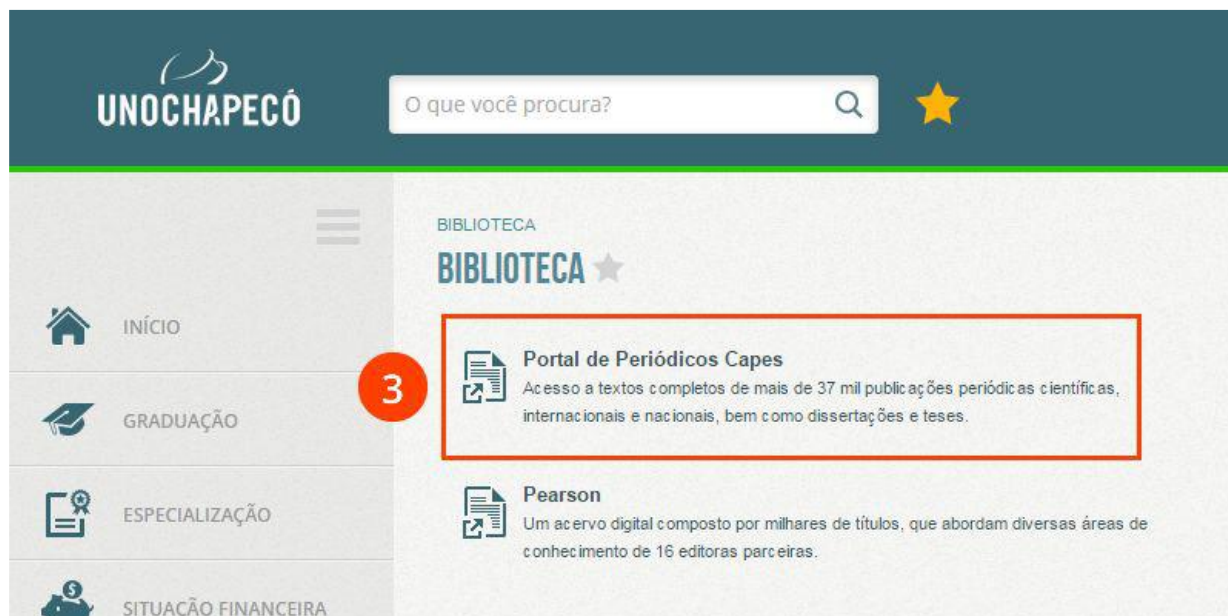 UNOCHAPECÓ
O que você procura?
BIBLIOTECA
BIBLIOTECA
INÍCIO
GRADUAÇÃO
ESPECIALIZAÇÃO
SITUAÇÃO FINANCEIRA
3
Portal de Periódicos Capes
Acesso a textos completos de mais de 37 mil publicações periódicas científicas,
internacionais e nacionais, bem como dissertações e teses.
Pearson
Um acervo digital composto por milhares de títulos, que abordam diversas áreas de
conhecimento de 16 editoras parceiras.